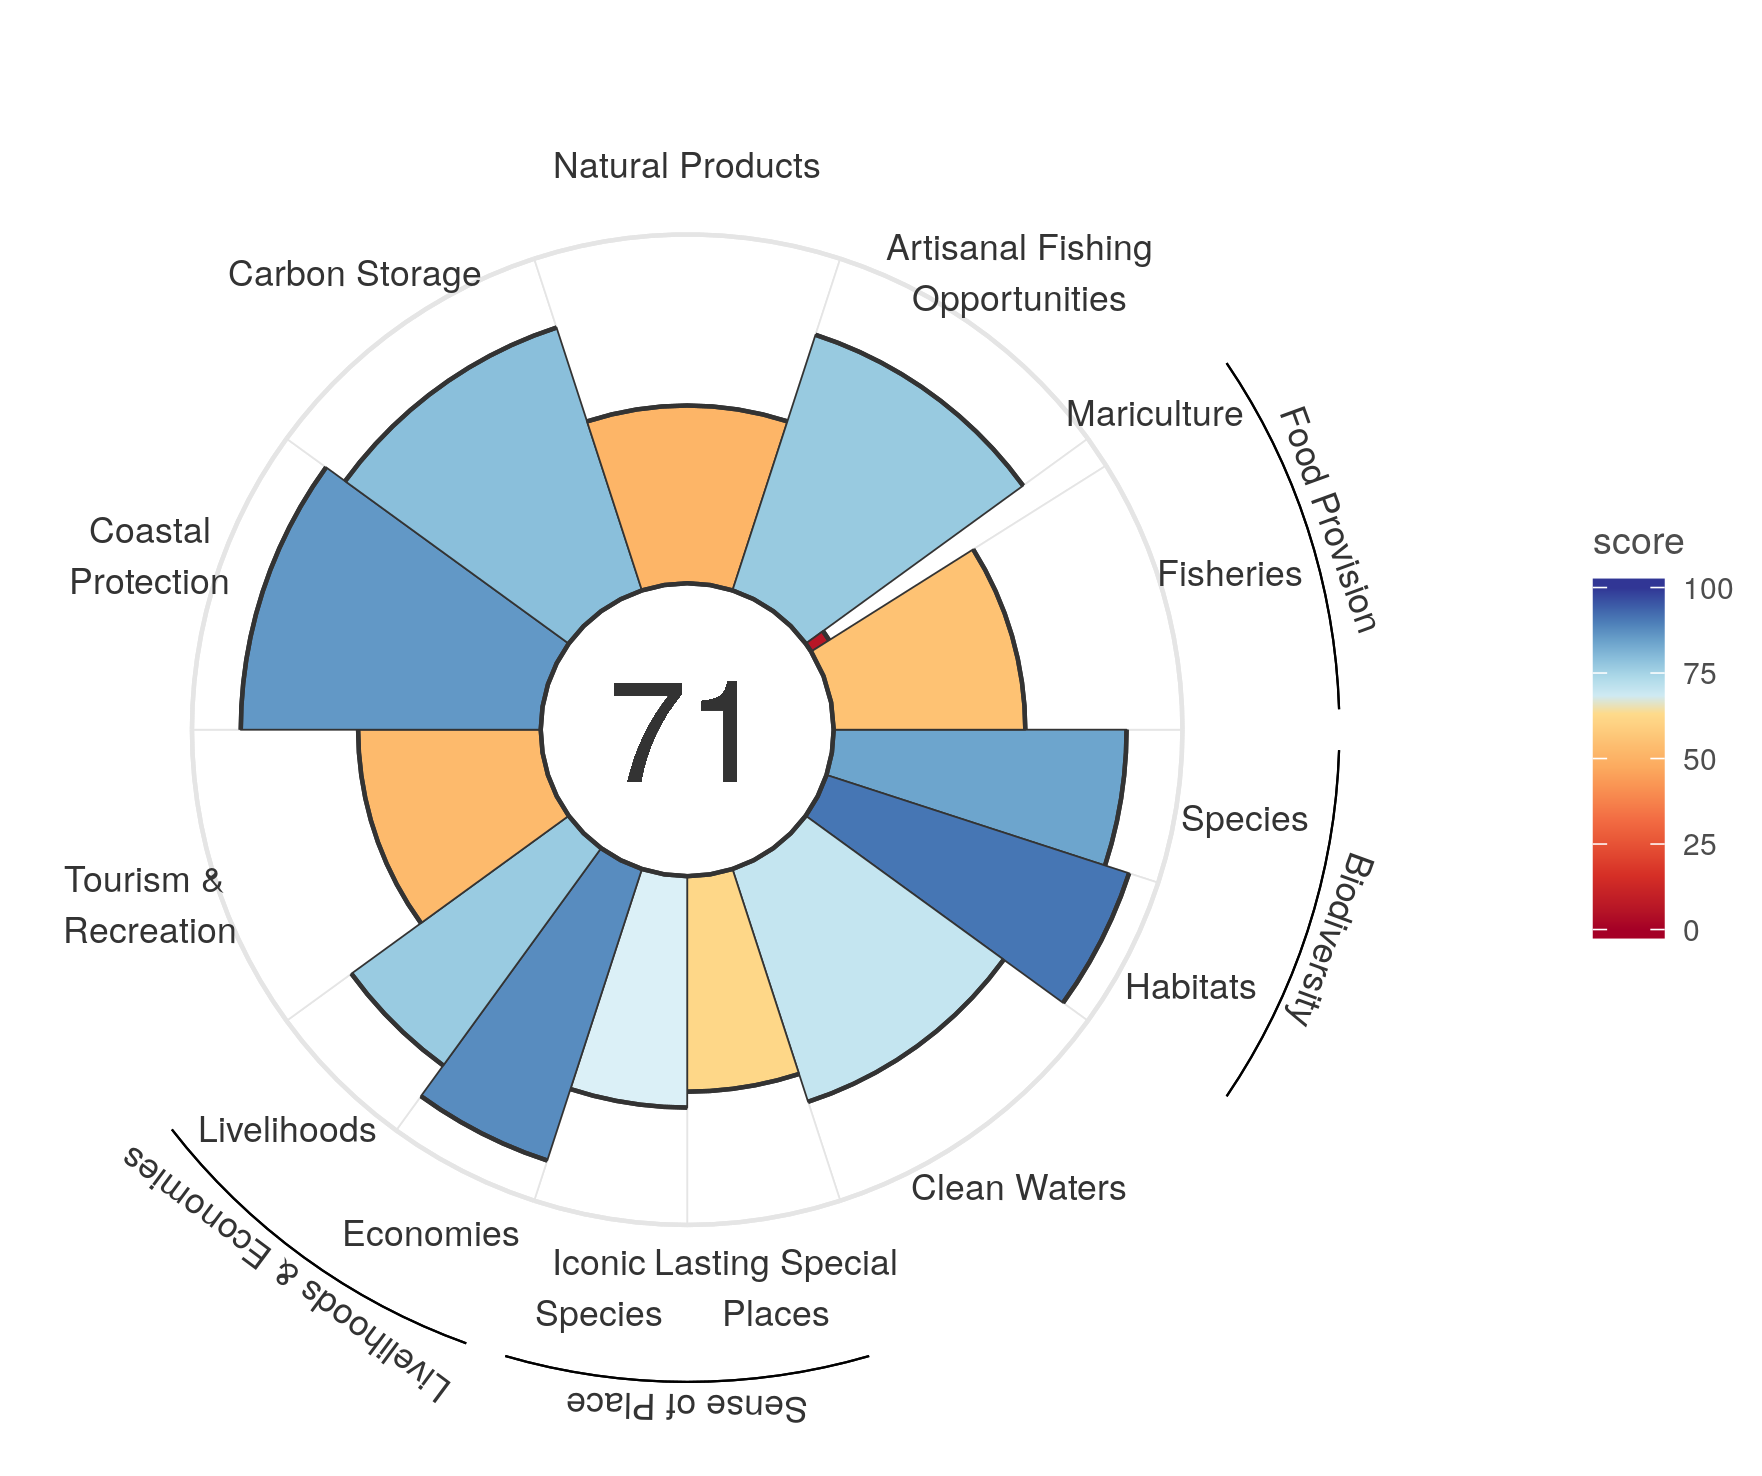 Natural Products
Artisanal Fishing
Opportunities
Carbon Storage
Mariculture
Food Provision
Coastal
Protection
Fisheries
score
100
75
50
25
0
71
Species
Biodiversity
Tourism &
Recreation
Habitats
Livelihoods
Livelihoods & Economies
Clean Waters
Economies
Iconic
Species
Lasting Special
Places
Sense of Place